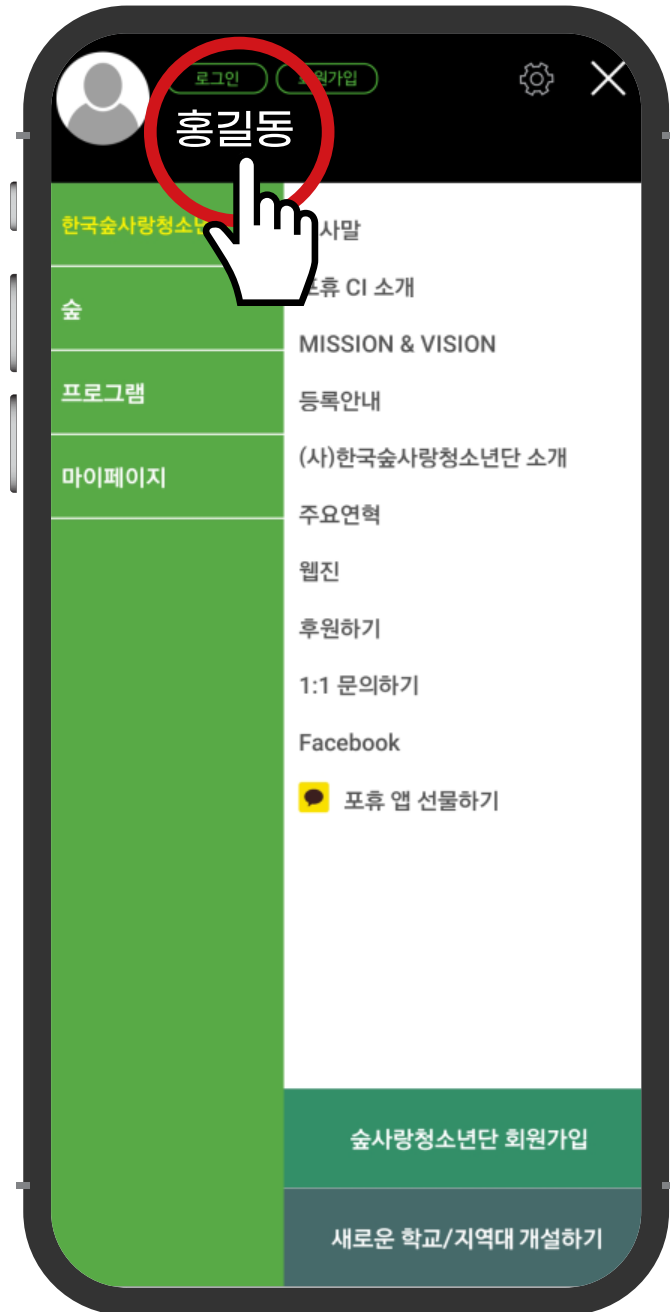 로그인
원가입
홍길동
한국숲사랑청소년
숲
프로그램
마이페이지
사말
포휴 CI 소개
MISSION & VISION
등록안내
(사)한국숲사랑청소년단 소개
주요연혁
웹진
후원하기
1:1 문의하기
Facebook
포휴 앱 선물하기
숲사랑청소년단 회원가입
새로운 학교/지역대 개설하기